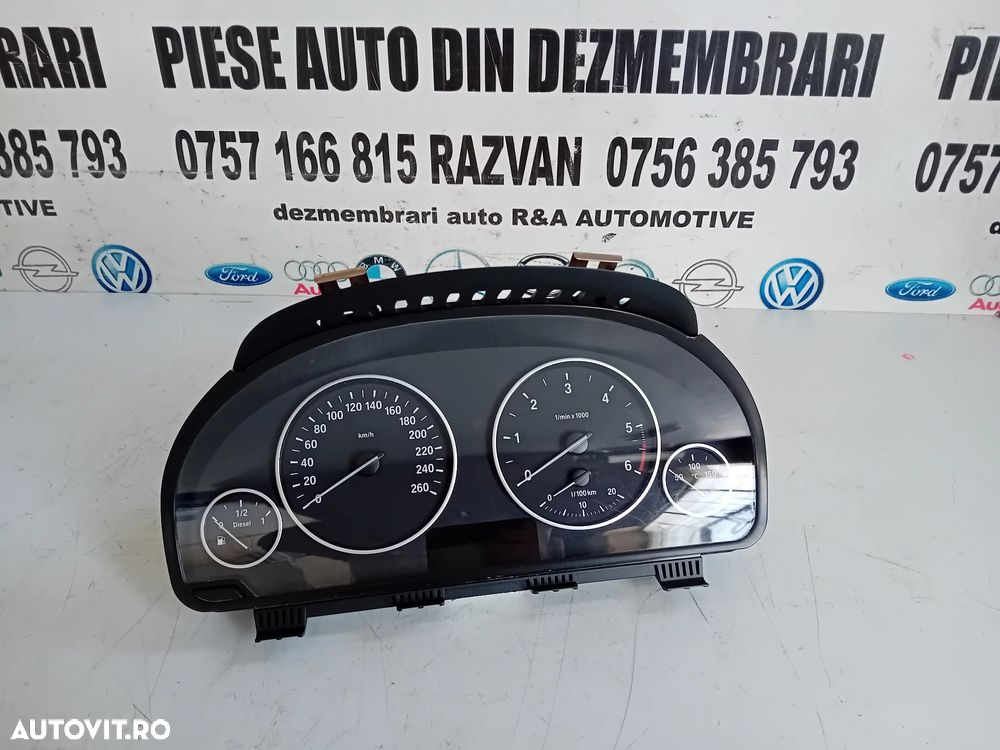 RARI PIESE AUTO DIN DEZMEMBRARI PI
885 793 0757 166 815 RAZVAN 0756 385 793 0757
TIVE dezmembrari auto R&A AUTOMOTIVE
Ford BMW Ford
0 20 40 60 80 100 120 140 160 180 200 220 240 260
km/h
0 1 2 3 4 5 6
1/min x 1000
0 10 20
l/100 km
0 1/2 1
Diesel
50 100 150
°C
AUTOVIT.RO